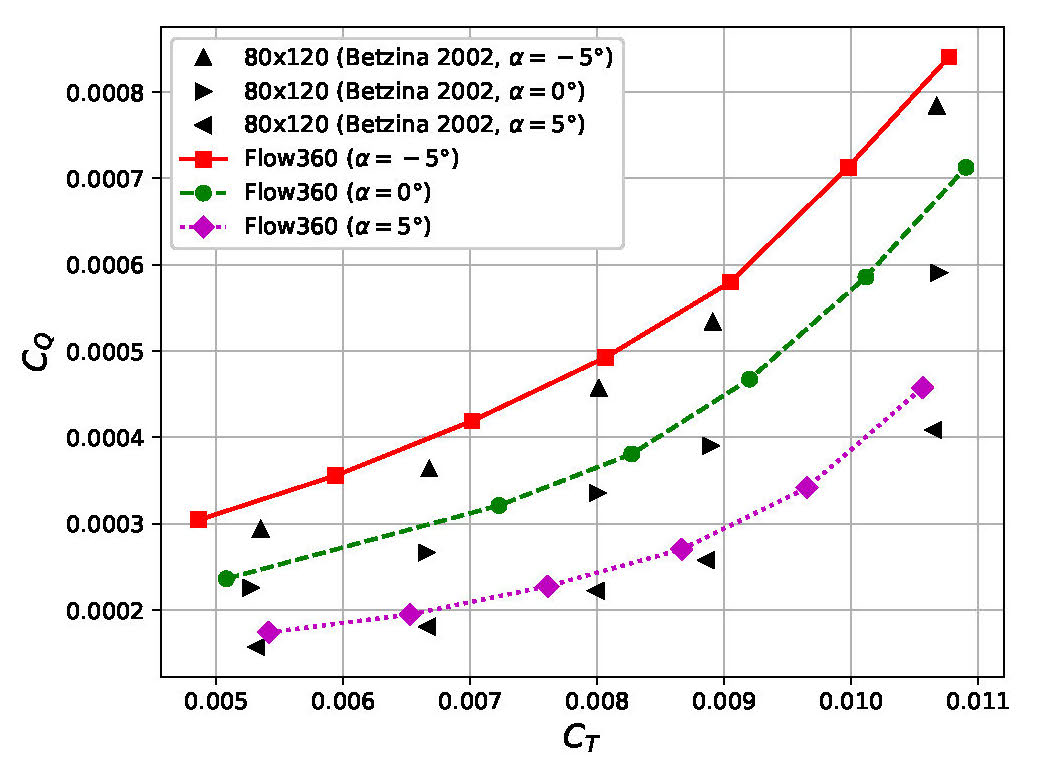 80x120 (Betzina 2002, α = −5°)
80x120 (Betzina 2002, α = 0°)
80x120 (Betzina 2002, α = 5°)
Flow360 (α = −5°)
Flow360 (α = 0°)
Flow360 (α = 5°)
0.0008
0.0007
0.0006
0.0005
0.0004
0.0003
0.0002
C_Q
0.005 0.006 0.007 0.008 0.009 0.010 0.011
C_T